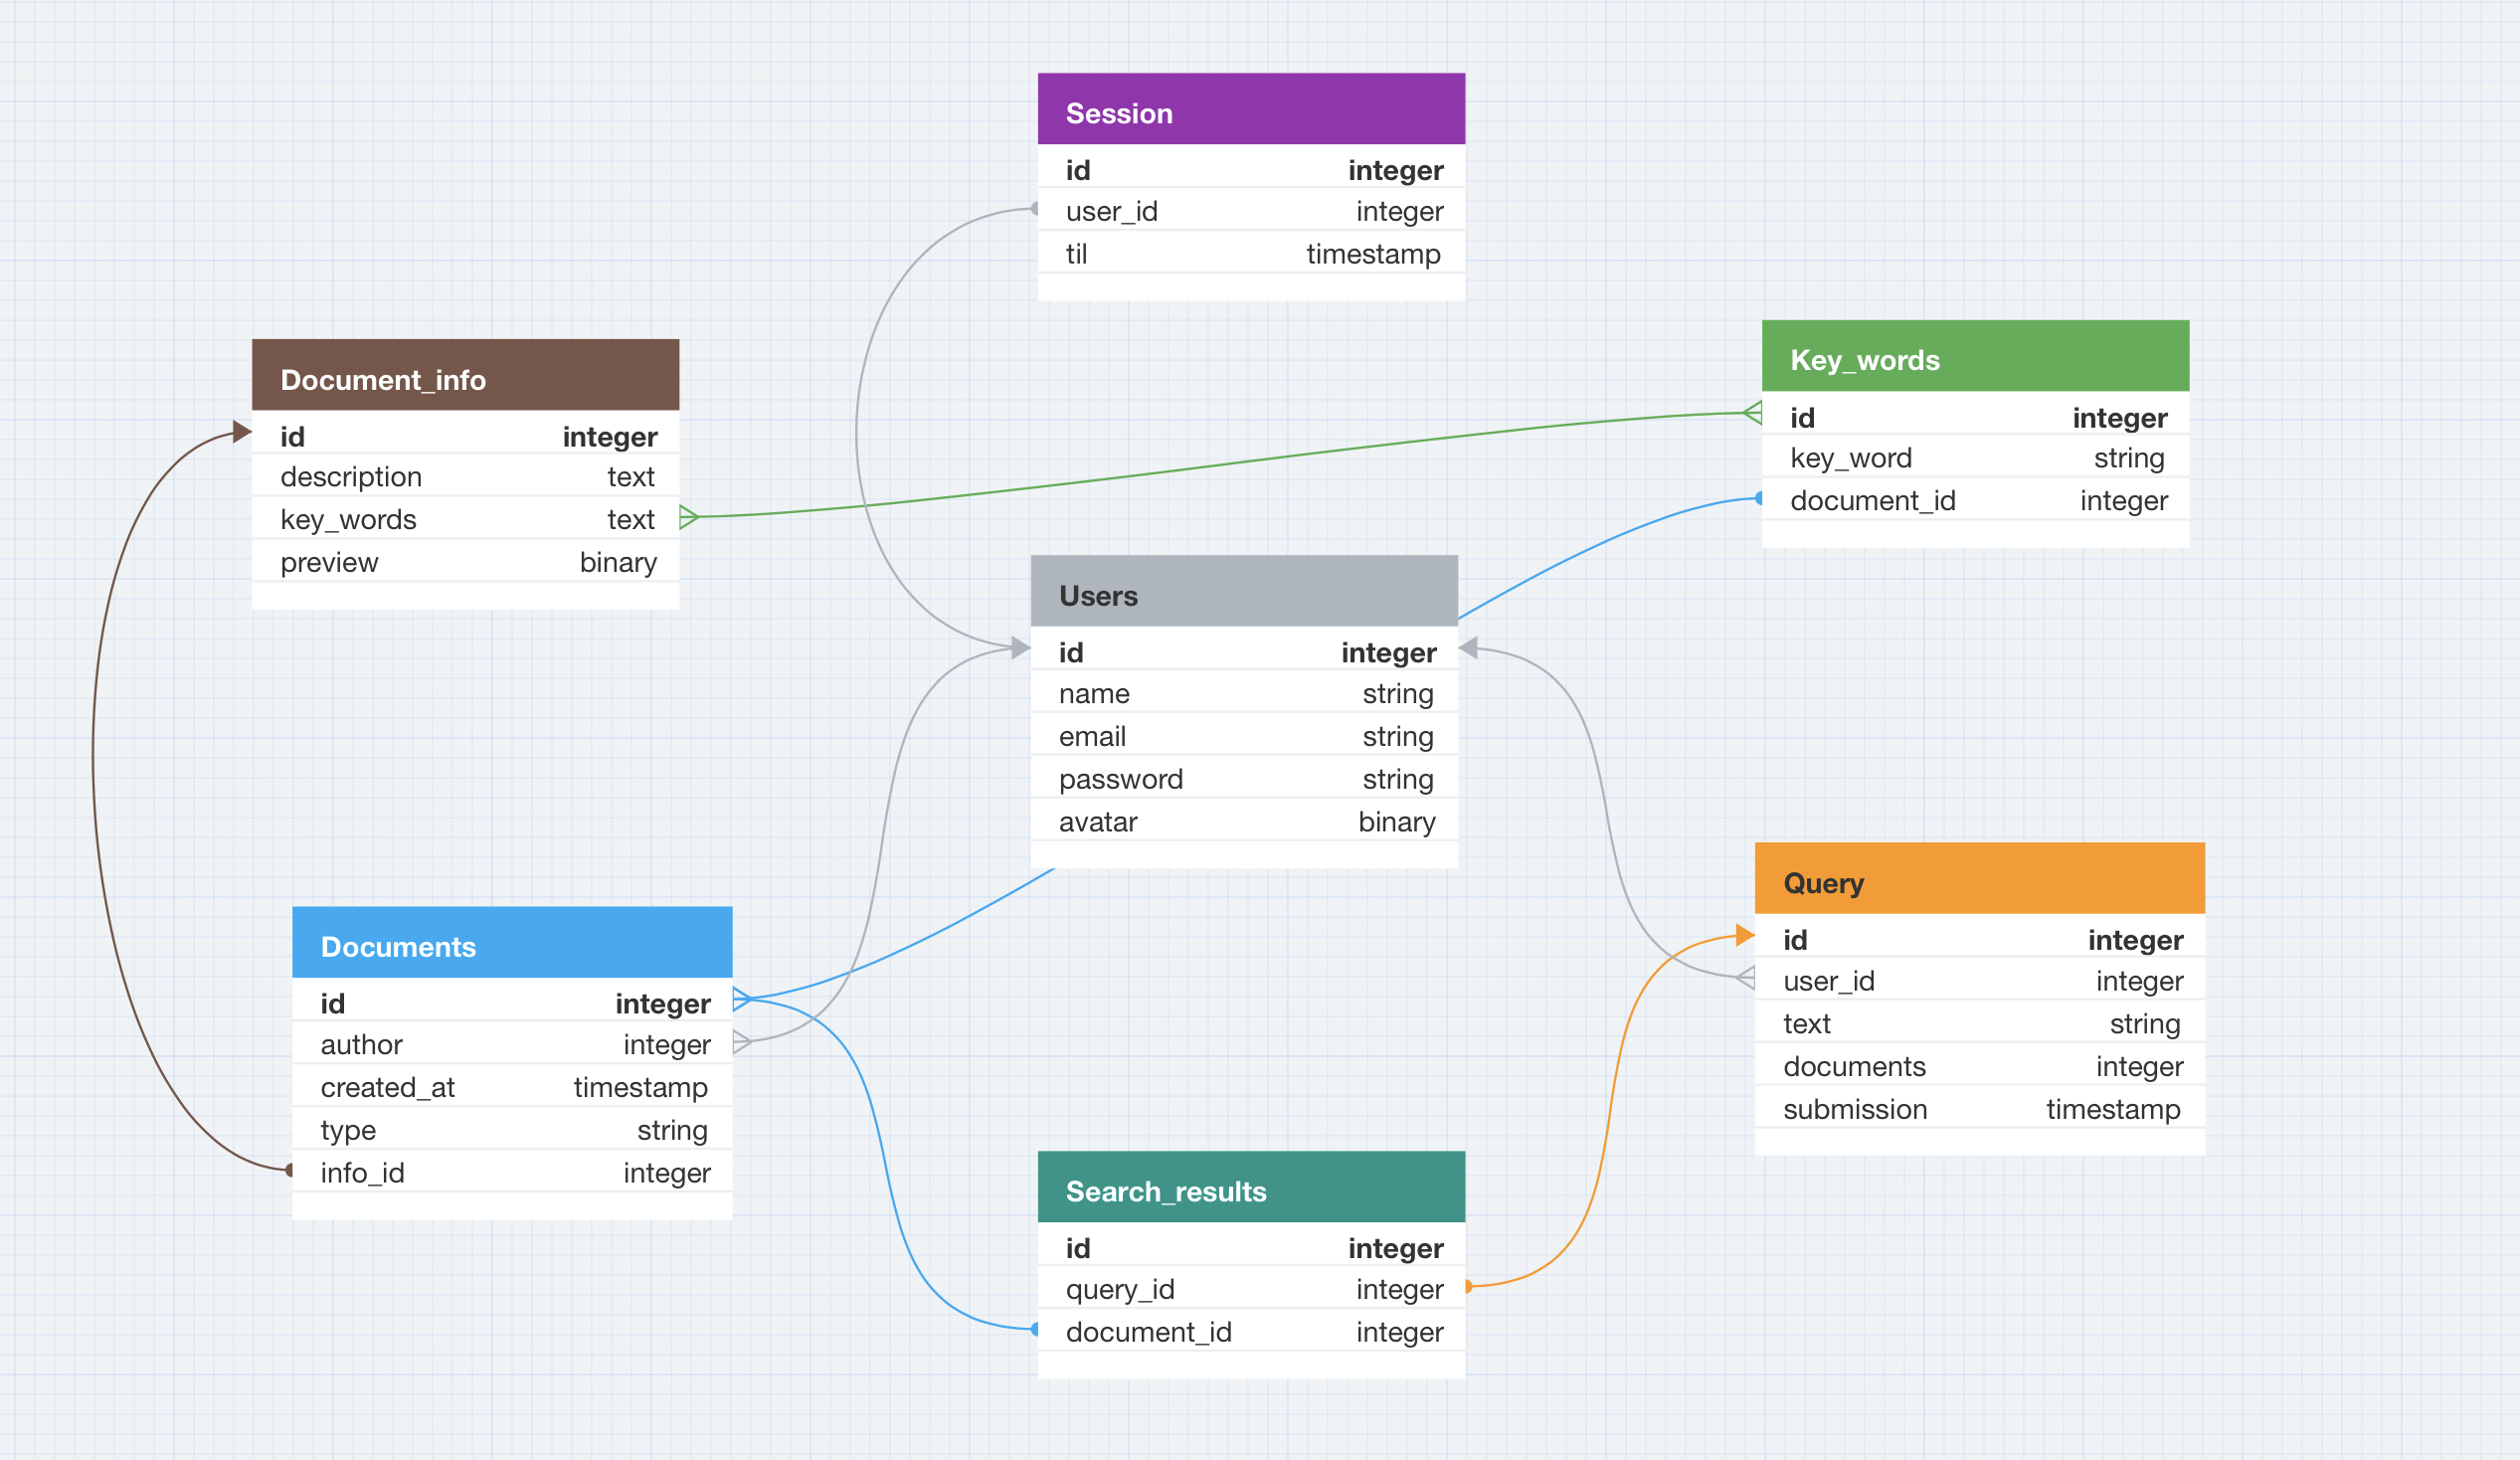 Session
id integer
user_id integer
til timestamp
Document_info
id integer
description text
key_words text
preview binary
Key_words
id integer
key_word string
document_id integer
Users
id integer
name string
email string
password string
avatar binary
Documents
id integer
author integer
created_at timestamp
type string
info_id integer
Query
id integer
user_id integer
text string
documents integer
submission timestamp
Search_results
id integer
query_id integer
document_id integer